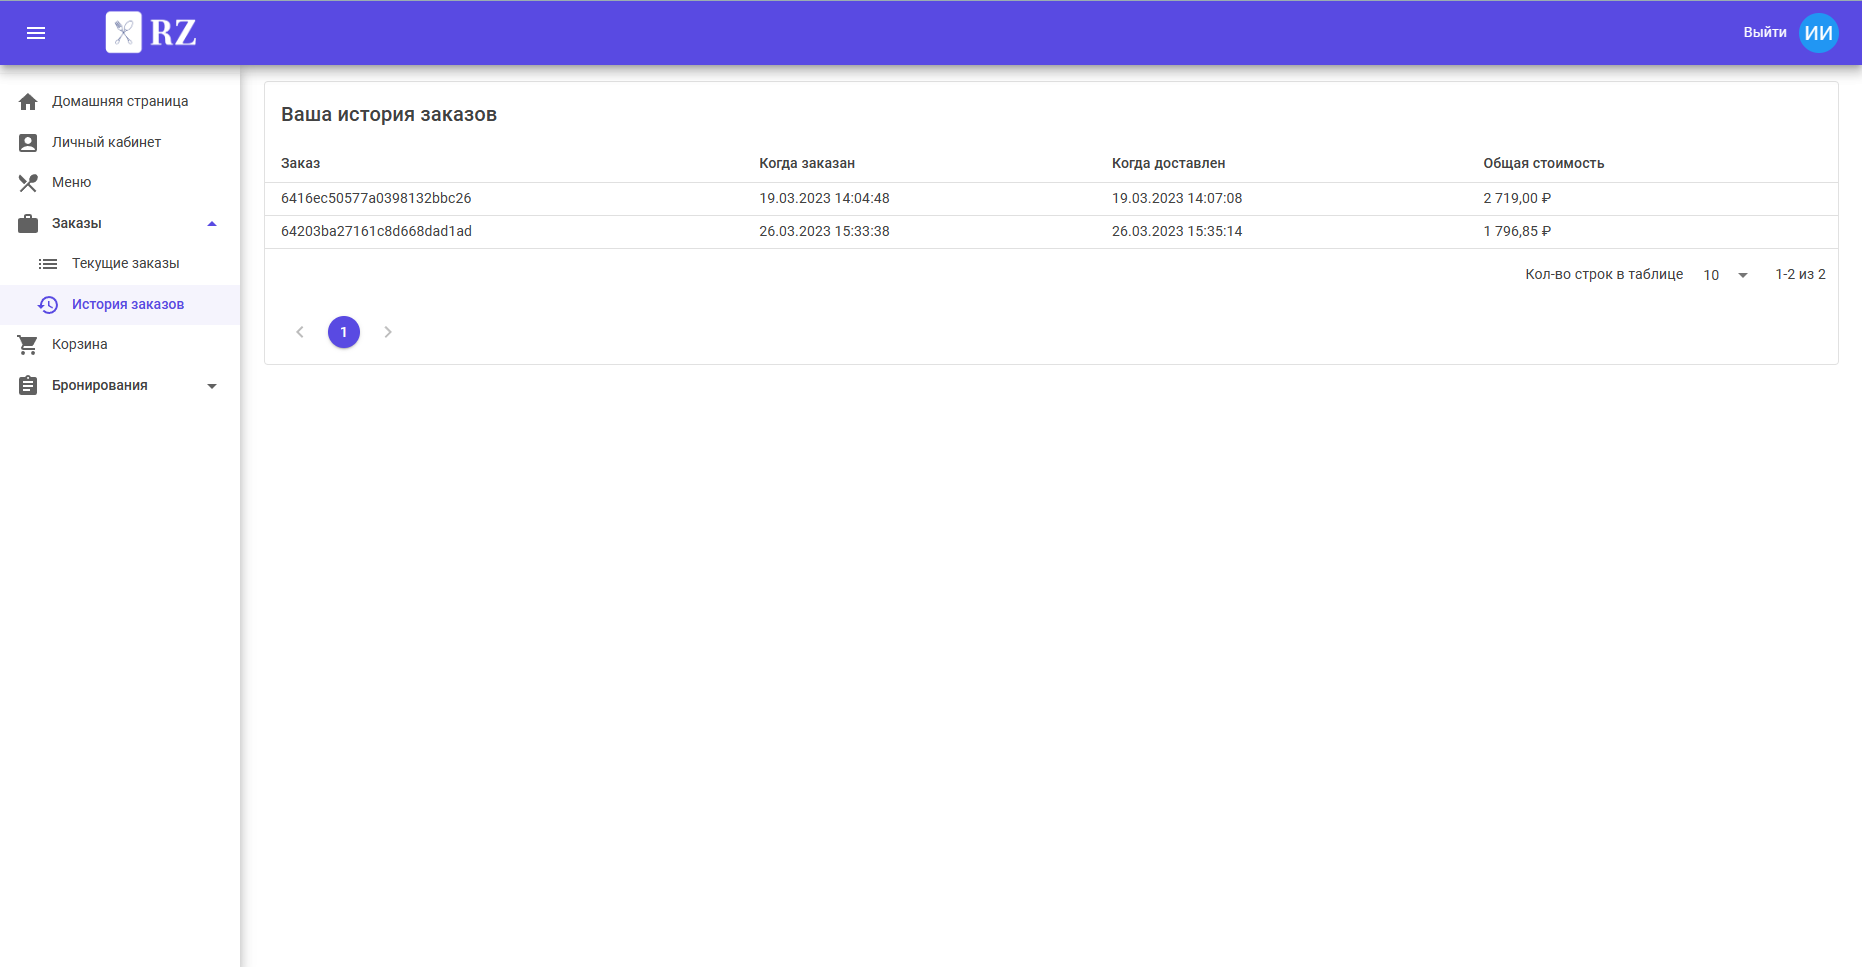 RZ
Выйти ИИ
Домашняя страница
Личный кабинет
Меню
Заказы
Текущие заказы
История заказов
Корзина
Бронирования
Ваша история заказов
Заказ Когда заказан Когда доставлен Общая стоимость
6416ec50577a0398132bbc26 19.03.2023 14:04:48 19.03.2023 14:07:08 2 719,00 ₽
64203ba27161c8d668dad1ad 26.03.2023 15:33:38 26.03.2023 15:35:14 1 796,85 ₽
Кол-во строк в таблице 10 1-2 из 2
1